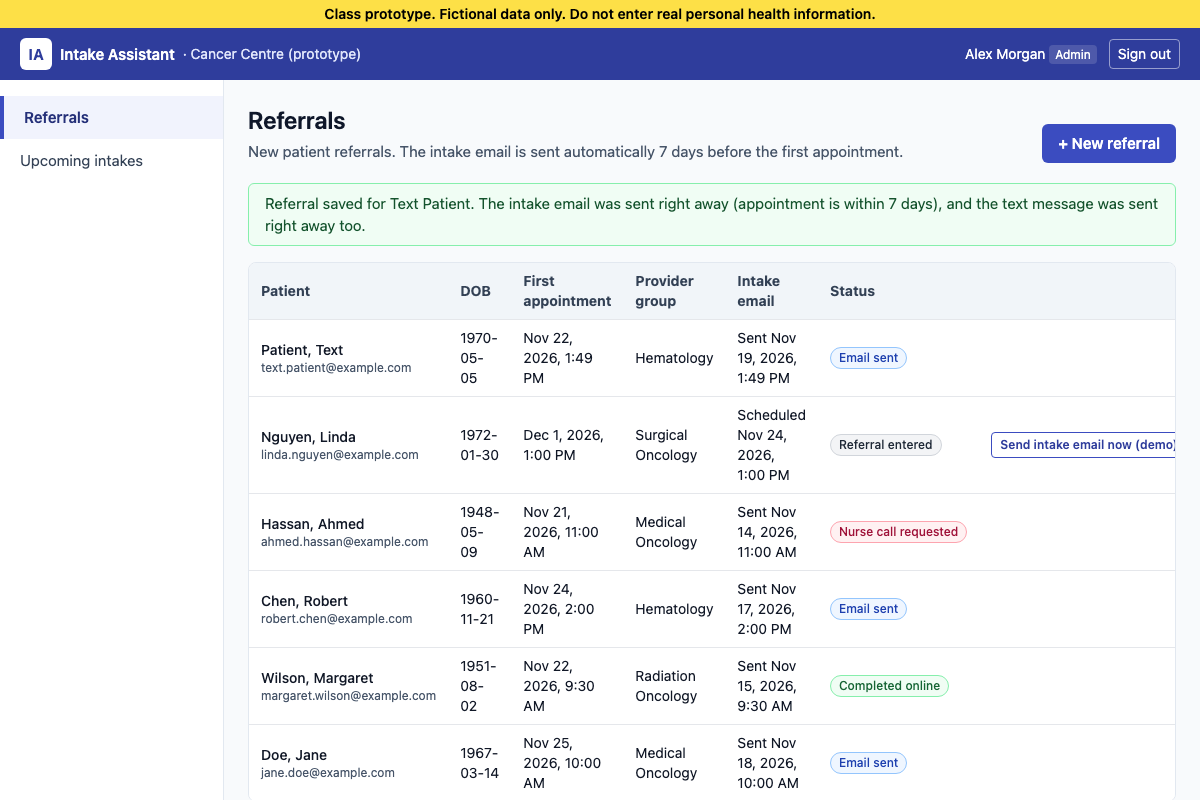 Class prototype. Fictional data only. Do not enter real personal health information.
IA Intake Assistant · Cancer Centre (prototype)
Alex Morgan Admin Sign out
Referrals
Upcoming intakes
Referrals
New patient referrals. The intake email is sent automatically 7 days before the first appointment.
+ New referral
Referral saved for Text Patient. The intake email was sent right away (appointment is within 7 days), and the text message was sent
right away too.
Patient
DOB
First
appointment
Provider
group
Intake
email
Status
Patient, Text
text.patient@example.com
1970-
05-
05
Nov 22,
2026, 1:49
PM
Hematology
Sent Nov
19, 2026,
1:49 PM
Email sent
Nguyen, Linda
linda.nguyen@example.com
1972-
01-30
Dec 1, 2026,
1:00 PM
Surgical
Oncology
Scheduled
Nov 24,
2026,
1:00 PM
Referral entered
Send intake email now (demo)
Hassan, Ahmed
ahmed.hassan@example.com
1948-
05-
09
Nov 21,
2026, 11:00
AM
Medical
Oncology
Sent Nov
14, 2026,
11:00 AM
Nurse call requested
Chen, Robert
robert.chen@example.com
1960-
11-21
Nov 24,
2026, 2:00
PM
Hematology
Sent Nov
17, 2026,
2:00 PM
Email sent
Wilson, Margaret
margaret.wilson@example.com
1951-
08-
02
Nov 22,
2026, 9:30
AM
Radiation
Oncology
Sent Nov
15, 2026,
9:30 AM
Completed online
Doe, Jane
jane.doe@example.com
1967-
03-14
Nov 25,
2026, 10:00
AM
Medical
Oncology
Sent Nov
18, 2026,
10:00 AM
Email sent